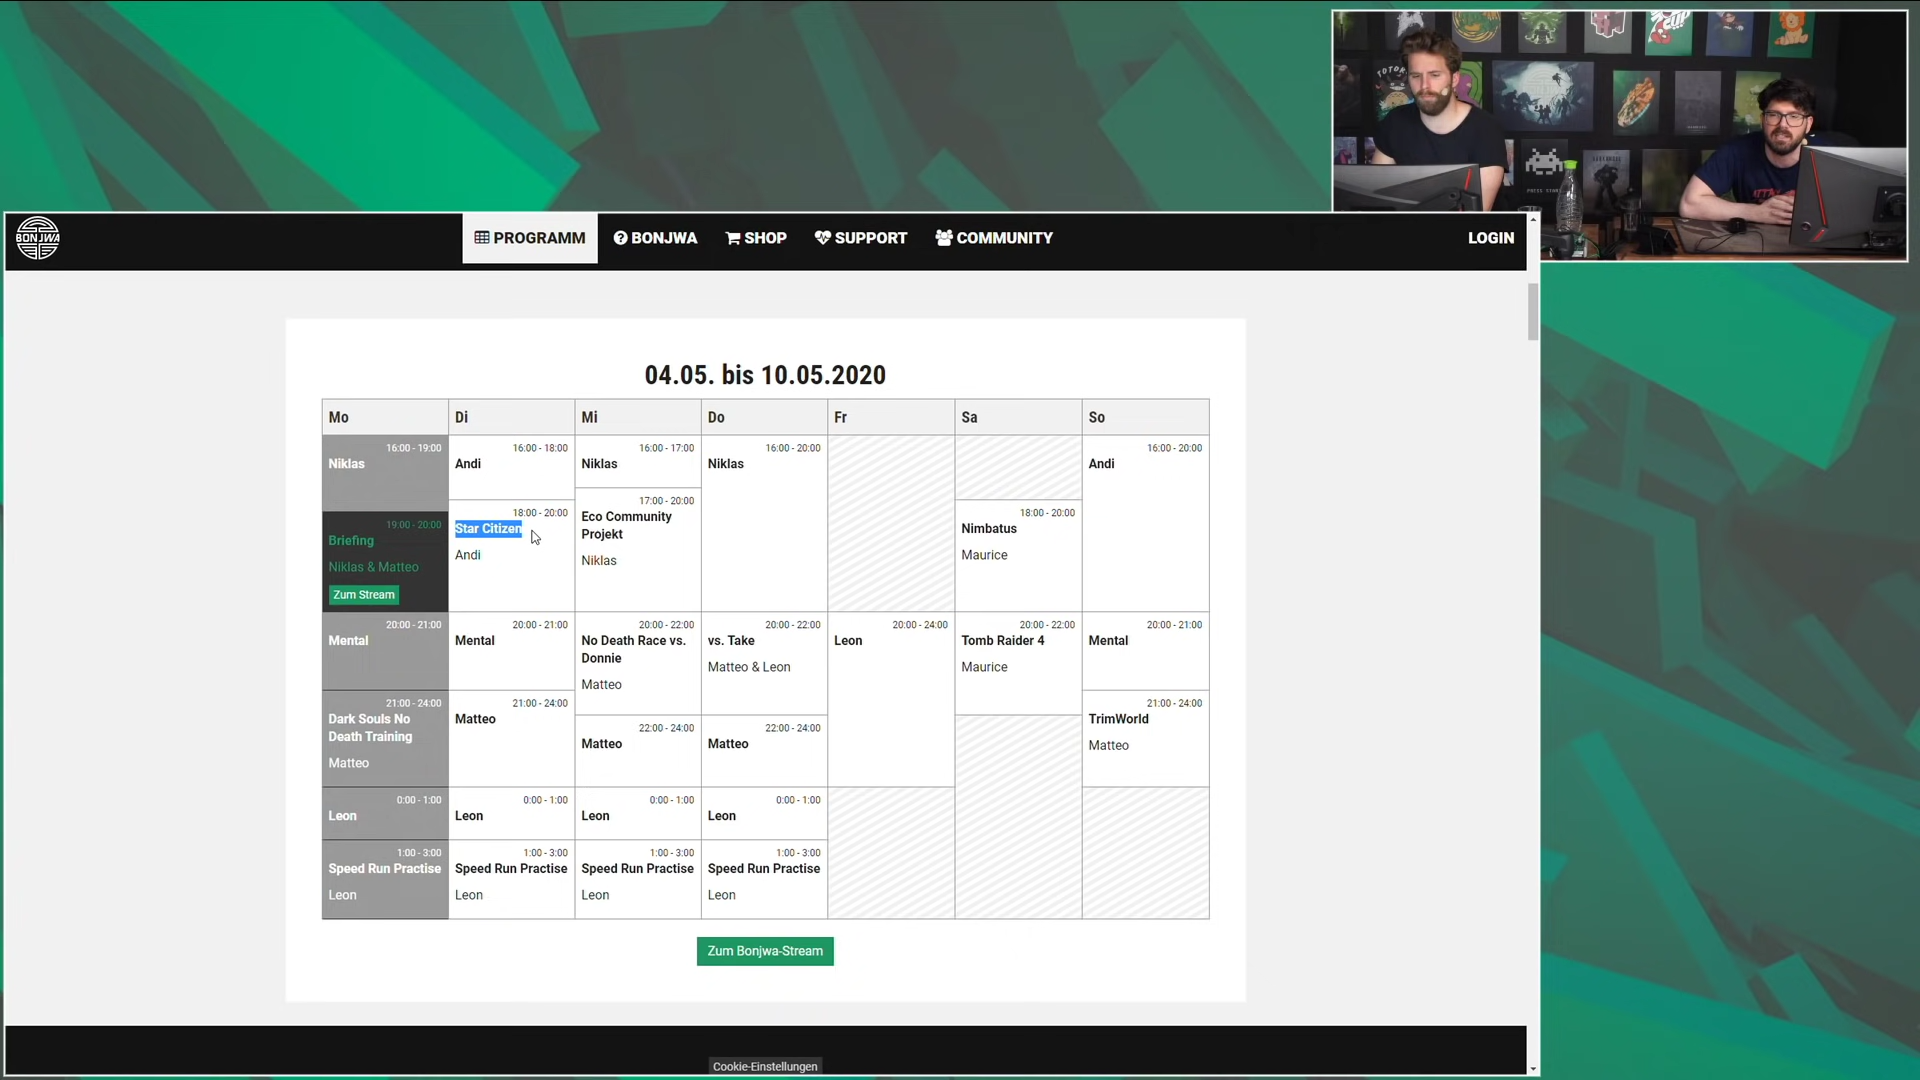 BONJWA
PROGRAMM
BONJWA
SHOP
SUPPORT
COMMUNITY
LOGIN
04.05. bis 10.05.2020
Mo
Di
Mi
Do
Fr
Sa
So
16:00 - 19:00
Niklas
19:00 - 20:00
Briefing
Niklas & Matteo
Zum Stream
20:00 - 21:00
Mental
21:00 - 24:00
Dark Souls No
Death Training
Matteo
0:00 - 1:00
Leon
1:00 - 3:00
Speed Run Practise
Leon
16:00 - 18:00
Andi
18:00 - 20:00
Star Citizen
Andi
20:00 - 21:00
Mental
21:00 - 24:00
Matteo
0:00 - 1:00
Leon
1:00 - 3:00
Speed Run Practise
Leon
16:00 - 17:00
Niklas
17:00 - 20:00
Eco Community
Projekt
Niklas
20:00 - 22:00
No Death Race vs.
Donnie
Matteo
22:00 - 24:00
Matteo
0:00 - 1:00
Leon
1:00 - 3:00
Speed Run Practise
Leon
16:00 - 20:00
Niklas
20:00 - 22:00
vs. Take
Matteo & Leon
22:00 - 24:00
Matteo
0:00 - 1:00
Leon
1:00 - 3:00
Speed Run Practise
Leon
20:00 - 24:00
Leon
18:00 - 20:00
Nimbatus
Maurice
20:00 - 22:00
Tomb Raider 4
Maurice
16:00 - 20:00
Andi
20:00 - 21:00
Mental
21:00 - 24:00
TrimWorld
Matteo
Zum Bonjwa-Stream
Cookie-Einstellungen